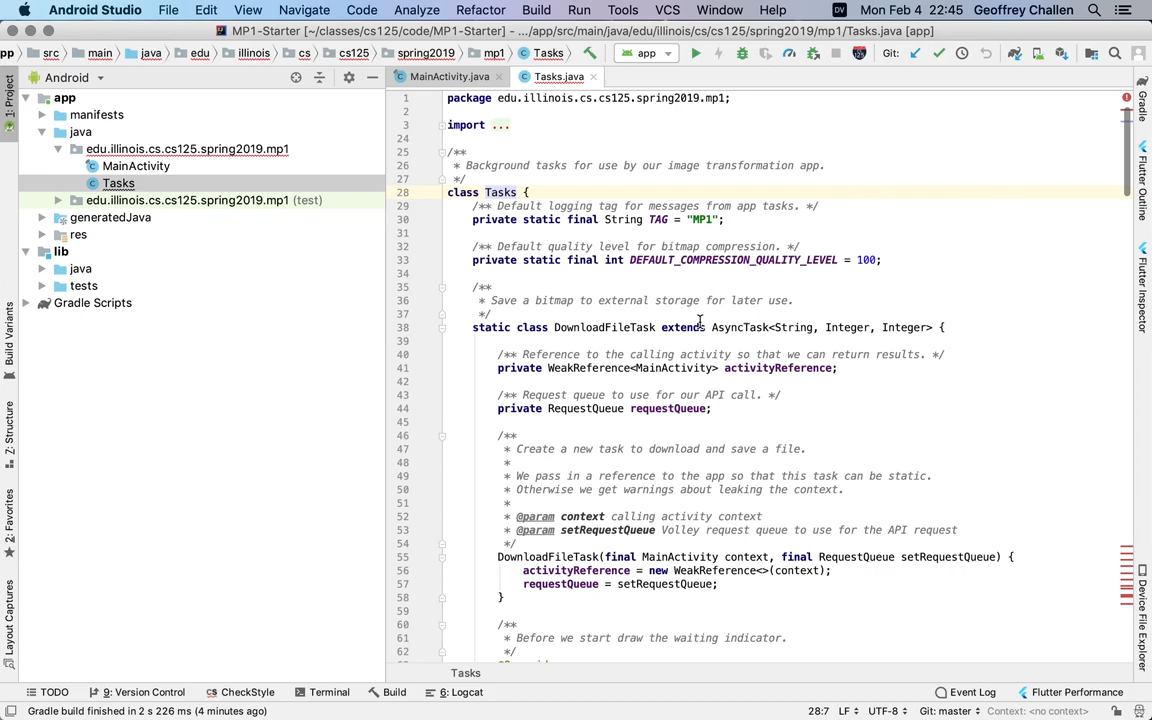 Android Studio File Edit View Navigate Code Analyze Refactor Build Run Tools VCS Window Help DV Mon Feb 4 22:45 Geoffrey Challen
MP1-Starter [~/classes/cs125/code/MP1-Starter] - .../app/src/main/java/edu/illinois/cs/cs125/spring2019/mp1/Tasks.java [app]
pp src main java edu illinois cs cs125 spring2019 mp1 Tasks app Git:
Android
MainActivity.java Tasks.java
1: Project
Build Variants
Z: Structure
2: Favorites
Layout Captures
app
manifests
java
edu.illinois.cs.cs125.spring2019.mp1
MainActivity
Tasks
edu.illinois.cs.cs125.spring2019.mp1 (test)
generatedJava
res
lib
java
tests
Gradle Scripts
1 package edu.illinois.cs.cs125.spring2019.mp1;
2
3 import ...
24
25 /**
26 * Background tasks for use by our image transformation app.
27 */
28 class Tasks {
29 /** Default logging tag for messages from app tasks. */
30 private static final String TAG = "MP1";
31
32 /** Default quality level for bitmap compression. */
33 private static final int DEFAULT_COMPRESSION_QUALITY_LEVEL = 100;
34
35 /**
36 * Save a bitmap to external storage for later use.
37 */
38 static class DownloadFileTask extends AsyncTask<String, Integer, Integer> {
39
40 /** Reference to the calling activity so that we can return results. */
41 private WeakReference<MainActivity> activityReference;
42
43 /** Request queue to use for our API call. */
44 private RequestQueue requestQueue;
45
46 /**
47 * Create a new task to download and save a file.
48 *
49 * We pass in a reference to the app so that this task can be static.
50 * Otherwise we get warnings about leaking the context.
51 *
52 * @param context calling activity context
53 * @param setRequestQueue Volley request queue to use for the API request
54 */
55 DownloadFileTask(final MainActivity context, final RequestQueue setRequestQueue) {
56 activityReference = new WeakReference<>(context);
57 requestQueue = setRequestQueue;
58 }
59
60 /**
61 * Before we start draw the waiting indicator.
62 */
Tasks
Gradle
Flutter Outline
Flutter Inspector
Device File Explorer
TODO 9: Version Control CheckStyle Terminal Build 6: Logcat Event Log Flutter Performance
Gradle build finished in 2 s 226 ms (4 minutes ago) 28:7 LF UTF-8 Git: master Context: <no context>